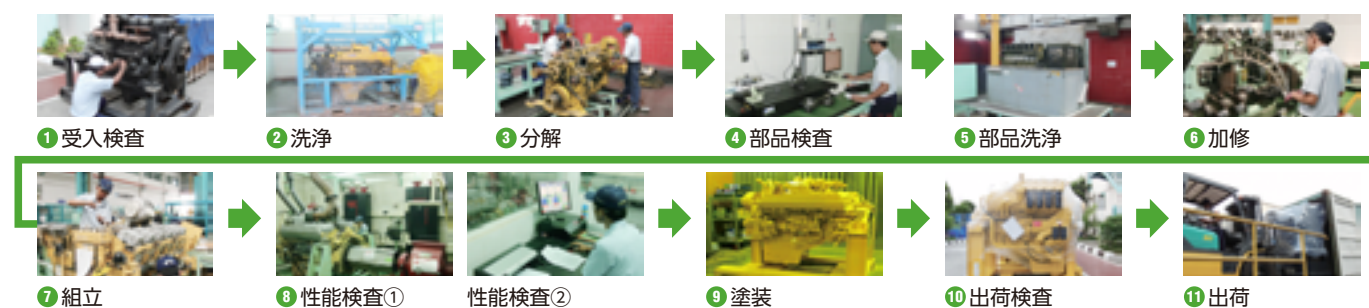 ❶受入検査
❷洗浄
❸分解
❹部品検査
❺部品洗浄
❻加修
❼組立
❽性能検査①
性能検査②
❾塗装
❿出荷検査
⓫出荷